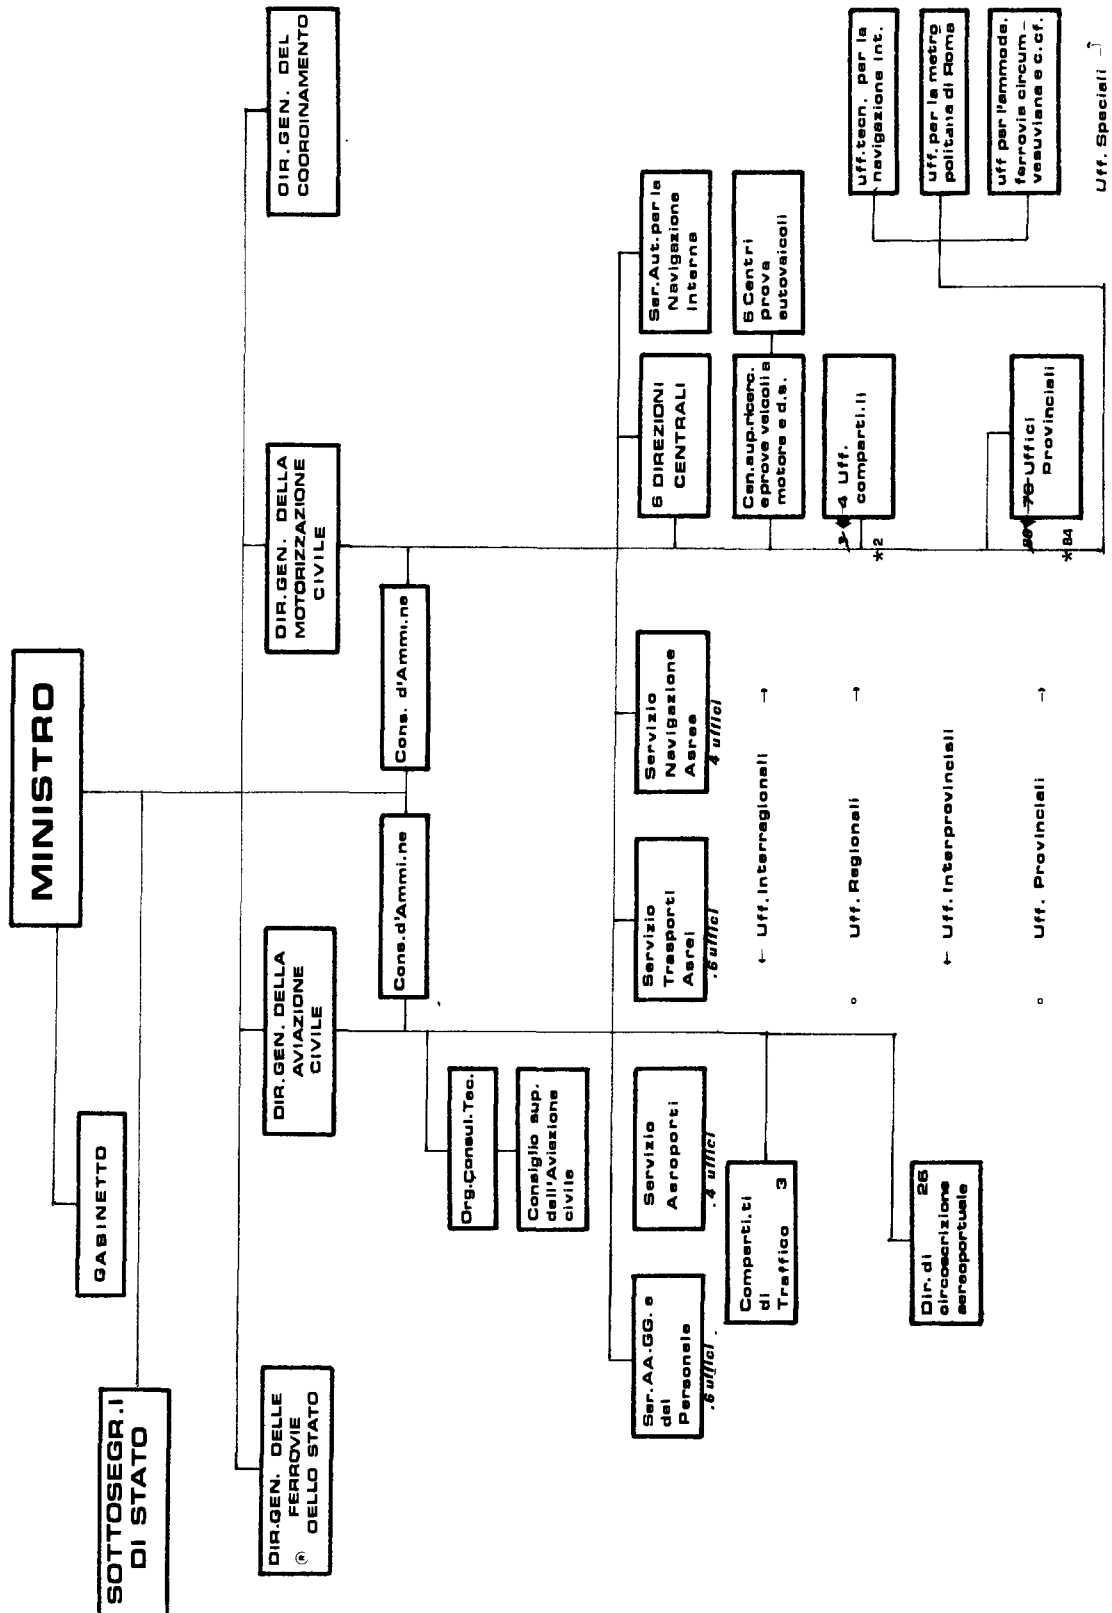 MINISTRO
GABINETTO
SOTTOSEGR.I
DI STATO
DIR.GEN. DELLE
FERROVIE
DELLO STATO
DIR.GEN. DELLA
AVIAZIONE
CIVILE
DIR.GEN. DELLA
MOTORIZZAZIONE
CIVILE
DIR.GEN. DEL
COORDINAMENTO
Cons.d'Ammi.ne
Cons. d'Ammi.ne
Org.Consul.Tec.
Consiglio sup.
dell'Aviazione
civile
Ser.AA.GG. e
del
Personale
.6 uffici
Servizio
Aeroporti
.4 uffici
Servizio
Trasporti
Aerei
.6 uffici
Servizio
Navigazione
Aerea
4 uffici
6 DIREZIONI
CENTRALI
Ser.Aut.per la
Navigazione
Interna
Comparti.ti
di
Traffico 3
← Uff.Interregionali →
Cen.sup.ricerc.
e prove veicoli a
motore e d.s.
6 Centri
prova
autovaicoli
° Uff. Regionali →
4 Uff.
comparti.li
*2
uff.tecn. per la
navigazione int.
Dir. di 26
circoscrizione
aereoportuale
← Uff.Interprovinciali
uff. per la metro
politana di Roma
° Uff. Provinciali →
76 Uffici
Provinciali
*84
uff per l'ammode.
ferrovia circum-
vesuviana e c.cf.
Uff. Speciali